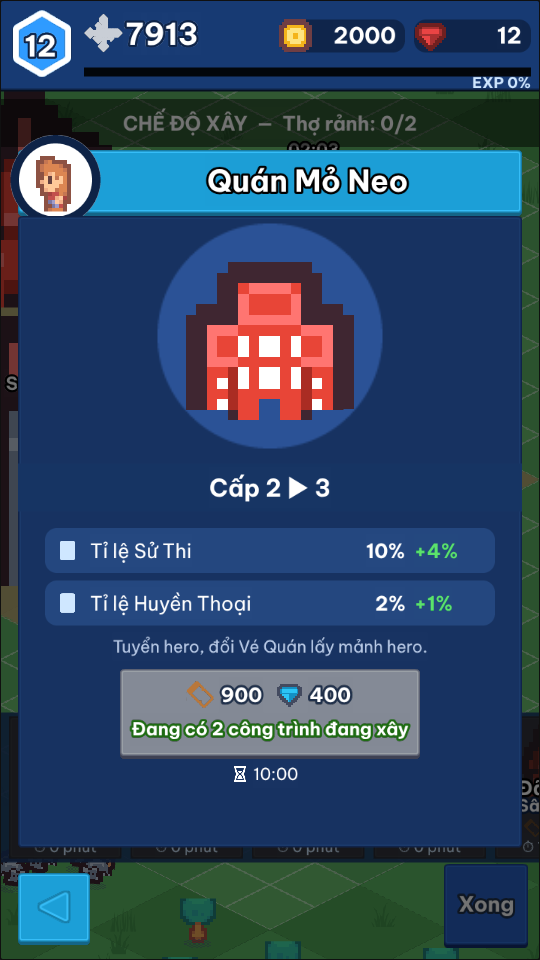 12
7913
2000
12
EXP 0%
CHẾ ĐỘ XÂY — Thợ rảnh: 0/2
Quán Mỏ Neo
Cấp 2 ▶ 3
Tỉ lệ Sử Thi 10% +4%
Tỉ lệ Huyền Thoại 2% +1%
Tuyển hero, đổi Vé Quán lấy mảnh hero.
900 400
Đang có 2 công trình đang xây
10:00
Xong